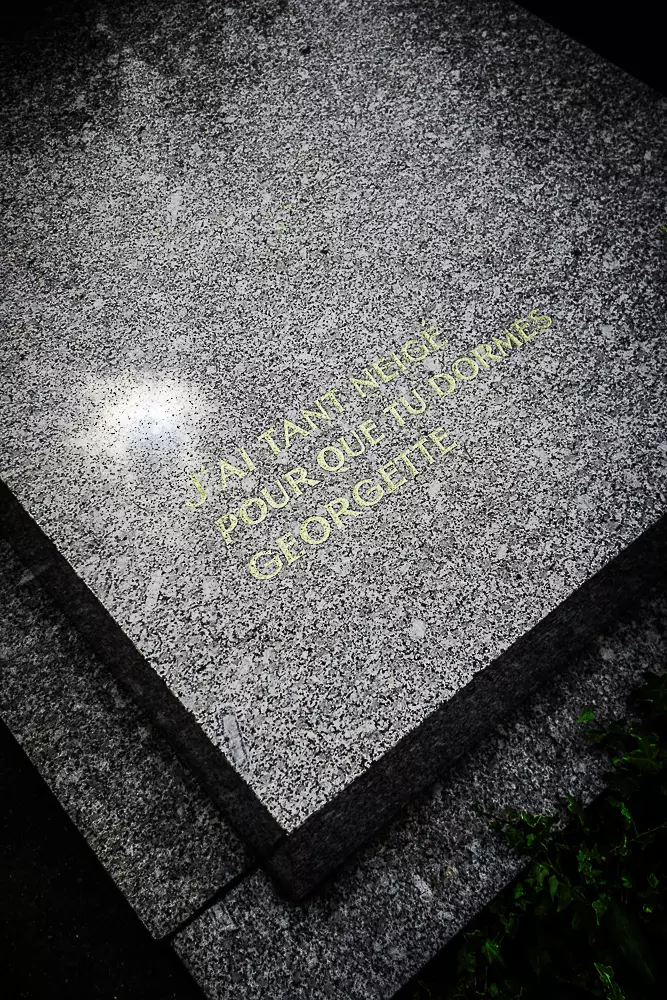 J'AI TANT NEIGÉ
POUR QUE TU DORMES
GEORGETTE